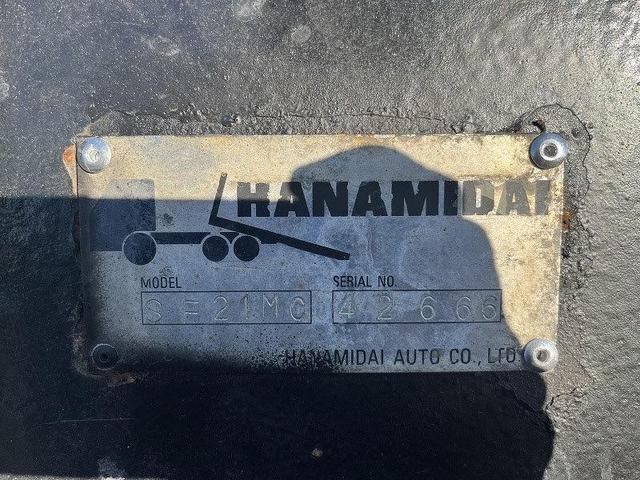 HANAMIDAI
MODEL SERIAL NO.
S=21MC 42666
HANAMIDAI AUTO CO., LTD.